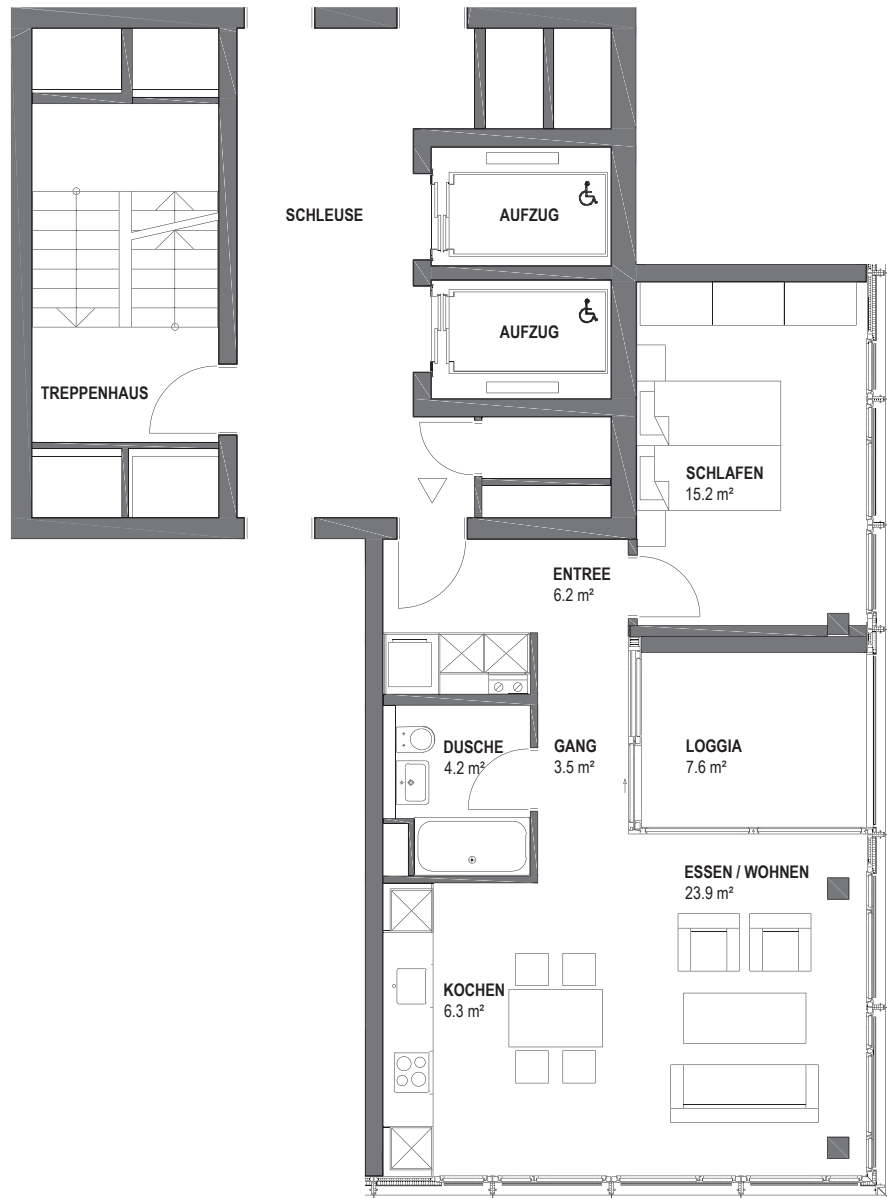 SCHLEUSE
AUFZUG
AUFZUG
TREPPENHAUS
SCHLAFEN
15.2 m²
ENTREE
6.2 m²
DUSCHE
4.2 m²
GANG
3.5 m²
LOGGIA
7.6 m²
ESSEN / WOHNEN
23.9 m²
KOCHEN
6.3 m²